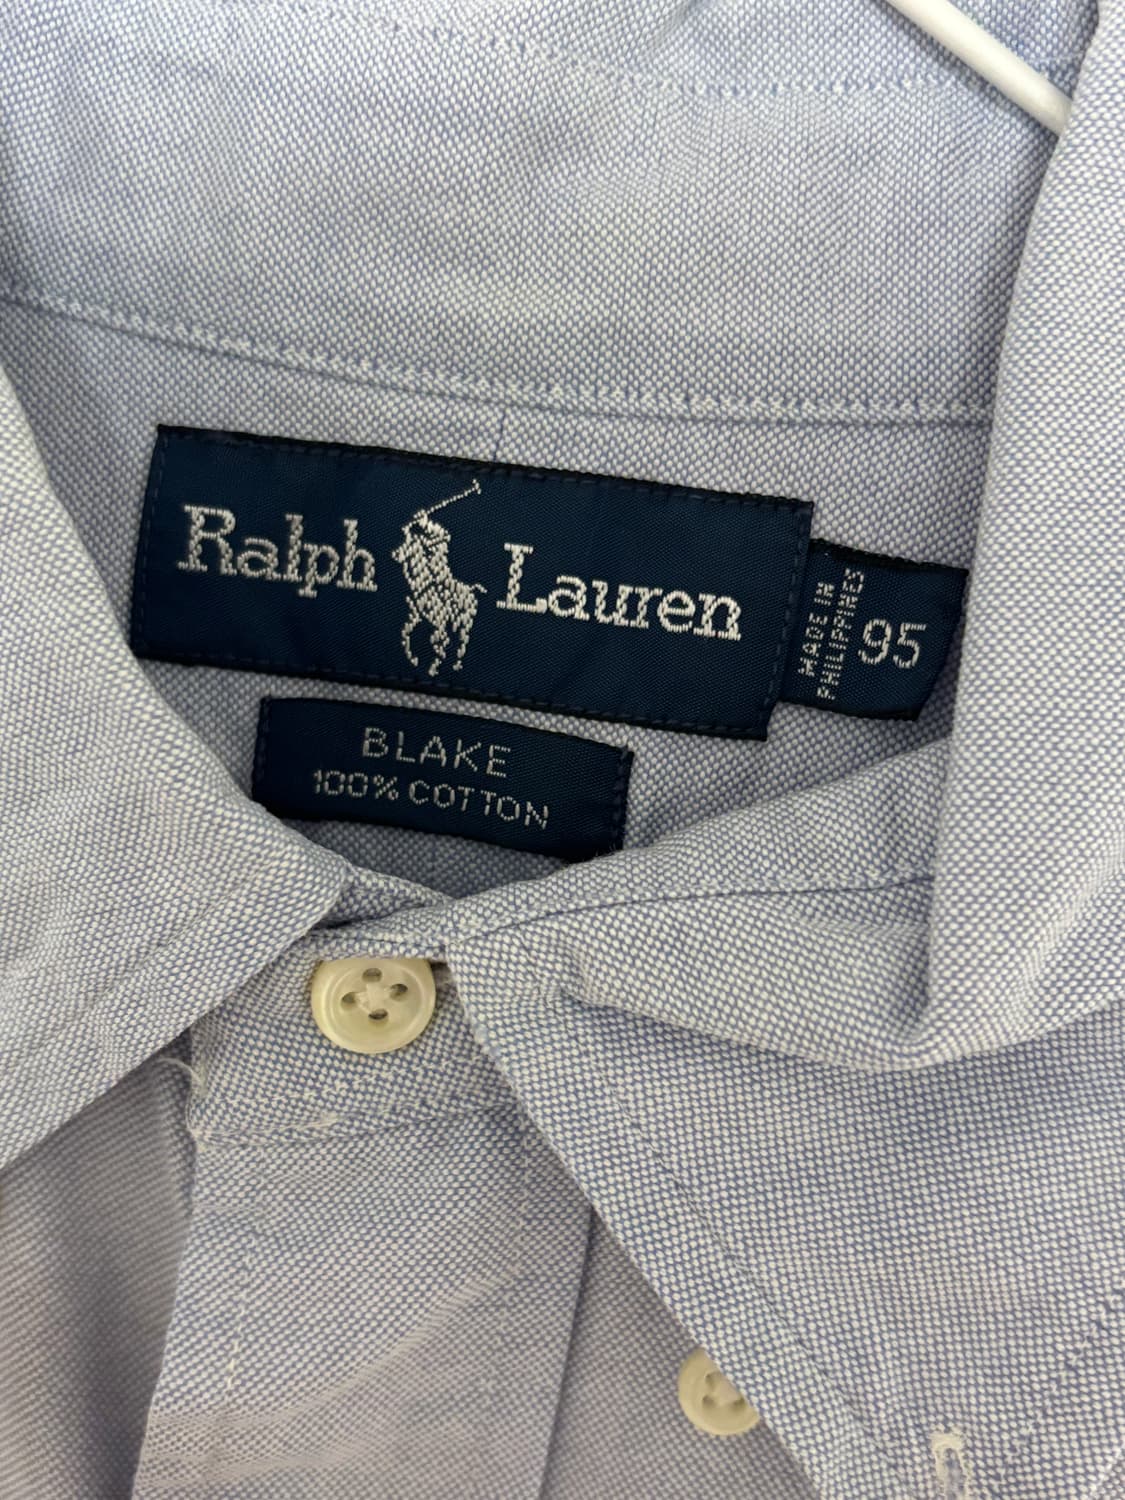 Ralph Lauren
MADE IN
PHILIPPINES
95
BLAKE
100% COTTON